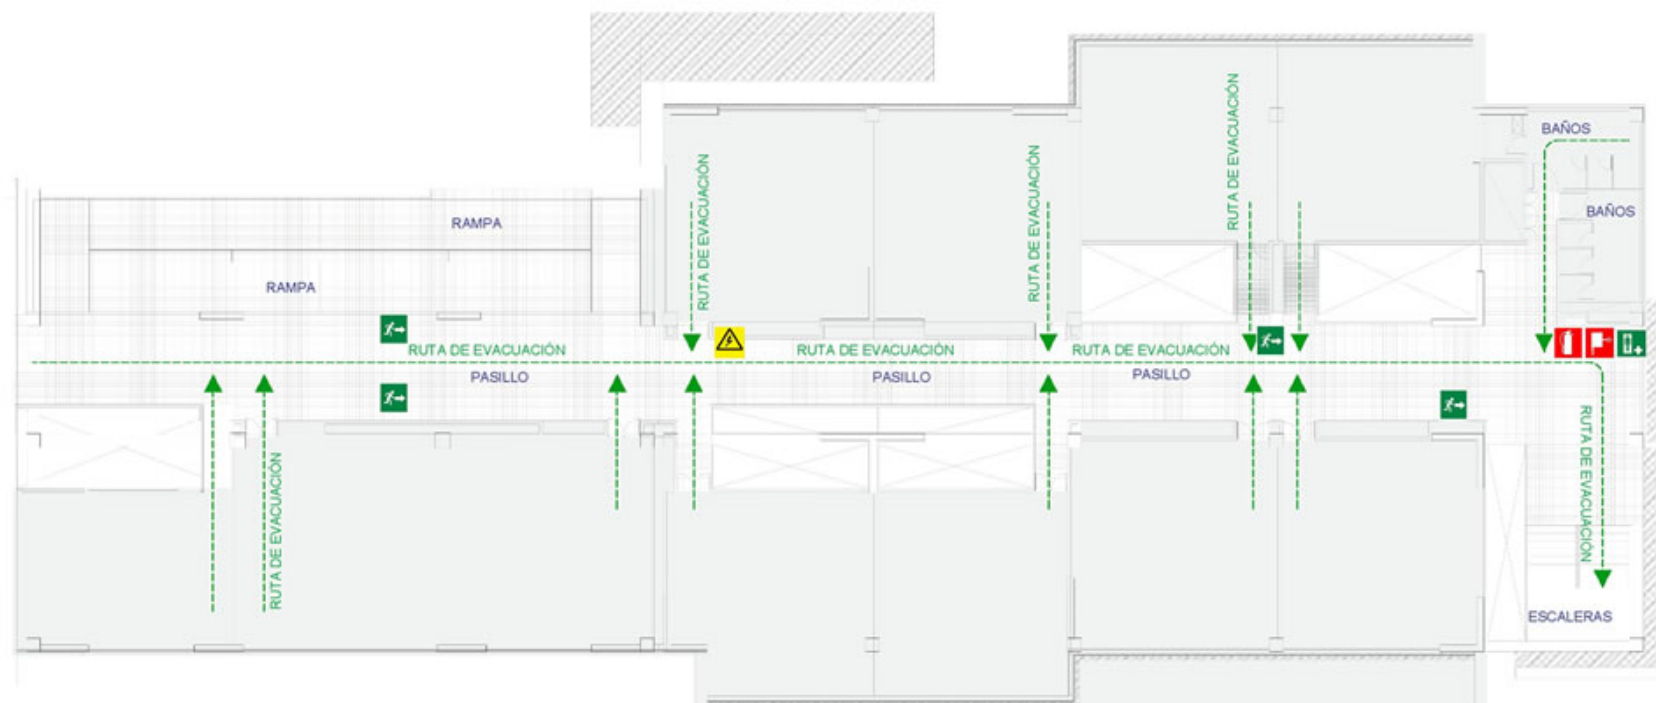 BAÑOS
RUTA DE EVACUACIÓN
RUTA DE EVACUACIÓN
RUTA DE EVACUACIÓN
BAÑOS
RAMPA
RAMPA
RUTA DE EVACUACIÓN
RUTA DE EVACUACIÓN
RUTA DE EVACUACIÓN
PASILLO
PASILLO
PASILLO
RUTA DE EVACUACIÓN
RUTA DE EVACUACIÓN
ESCALERAS